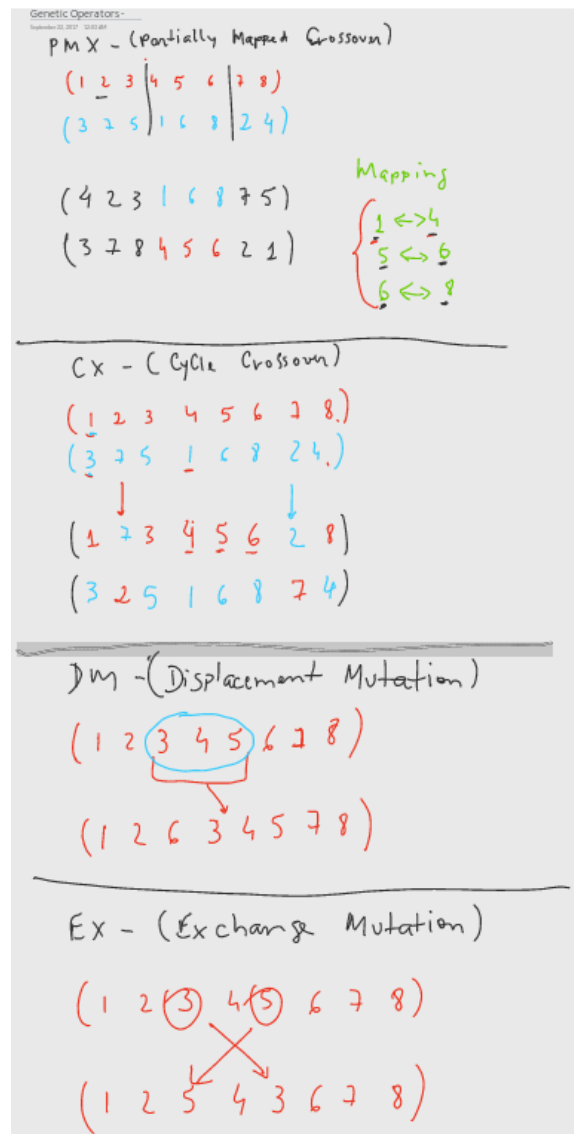 Genetic Operators-
September 22, 2017 12:02 AM
PMX - (Partially Mapped Crossover)
(1 2 3 | 4 5 6 | 7 8)
(3 7 5 | 1 6 8 | 2 4)
Mapping
(4 2 3 1 6 8 7 5)
1 <-> 4
(3 7 8 4 5 6 2 1)
5 <-> 6
6 <-> 8
CX - (Cycle Crossover)
(1 2 3 4 5 6 7 8)
(3 7 5 1 6 8 2 4)
(1 7 3 4 5 6 2 8)
(3 2 5 1 6 8 7 4)
DM - (Displacement Mutation)
(1 2 3 4 5 6 7 8)
(1 2 6 3 4 5 7 8)
EX - (Exchange Mutation)
(1 2 3 4 5 6 7 8)
(1 2 5 4 3 6 7 8)